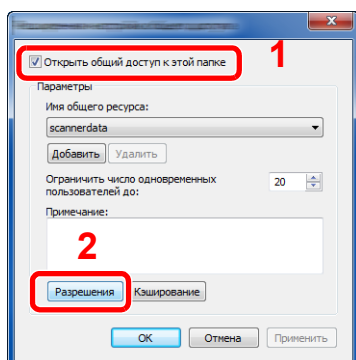 1
Открыть общий доступ к этой папке
Параметры
Имя общего ресурса:
scannerdata
Добавить Удалить
Ограничить число одновременных
пользователей до:
20
Примечание:
2
Разрешения Кэширование
ОК Отмена Применить